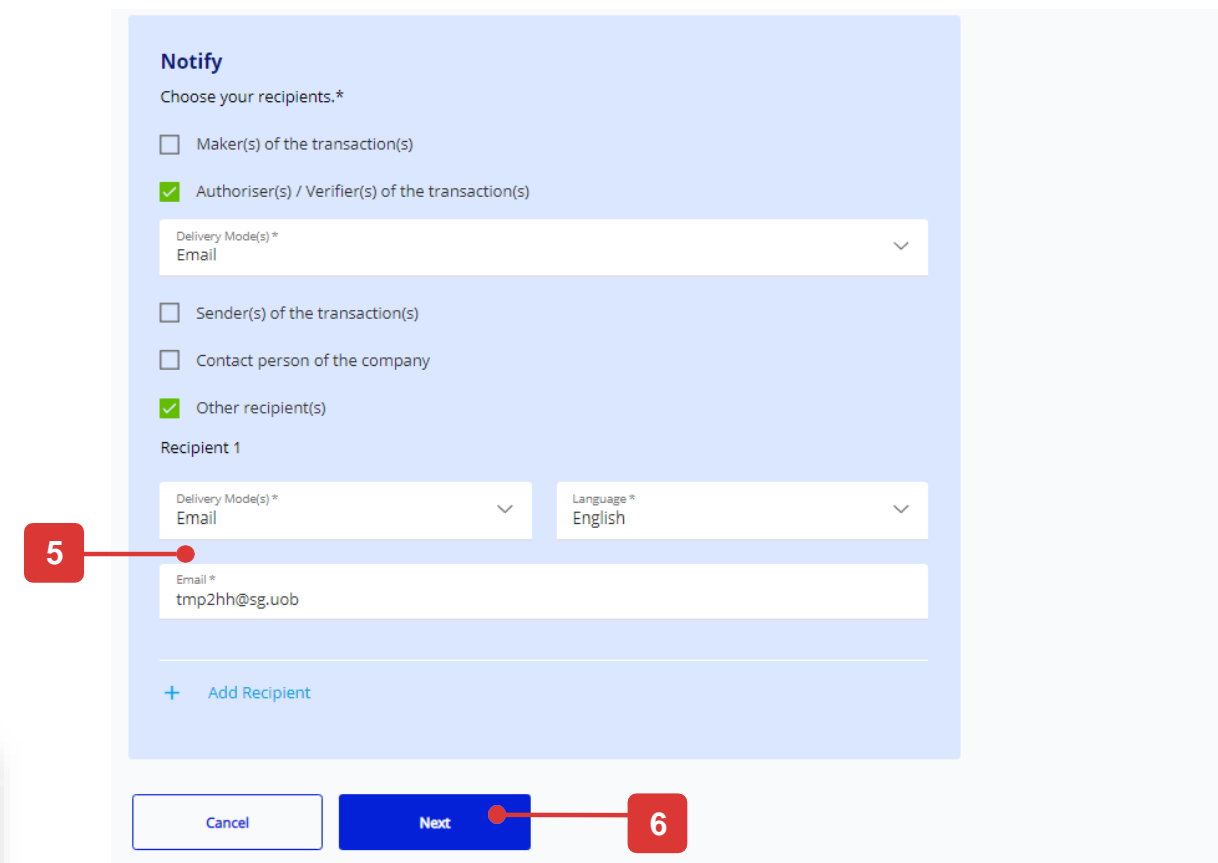 Notify
Choose your recipients.*
Maker(s) of the transaction(s)
Authoriser(s) / Verifier(s) of the transaction(s)
Delivery Mode(s) *
Email
Sender(s) of the transaction(s)
Contact person of the company
Other recipient(s)
Recipient 1
Delivery Mode(s) *
Email
Language *
English
5
Email *
tmp2hh@sg.uob
+ Add Recipient
Cancel
Next
6